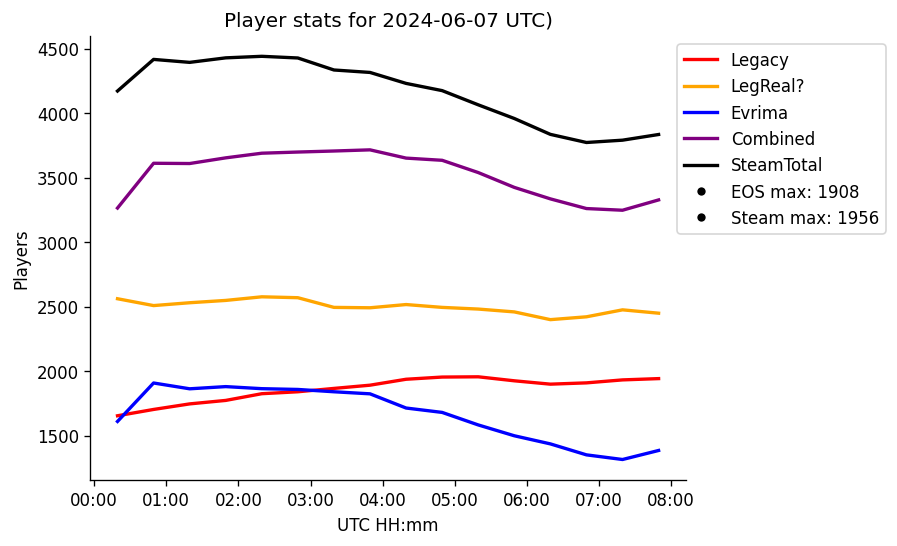 Player stats for 2024-06-07 UTC)
4500
4000
3500
3000
2500
2000
1500
Players
00:00 01:00 02:00 03:00 04:00 05:00 06:00 07:00 08:00
UTC HH:mm
Legacy
LegReal?
Evrima
Combined
SteamTotal
EOS max: 1908
Steam max: 1956